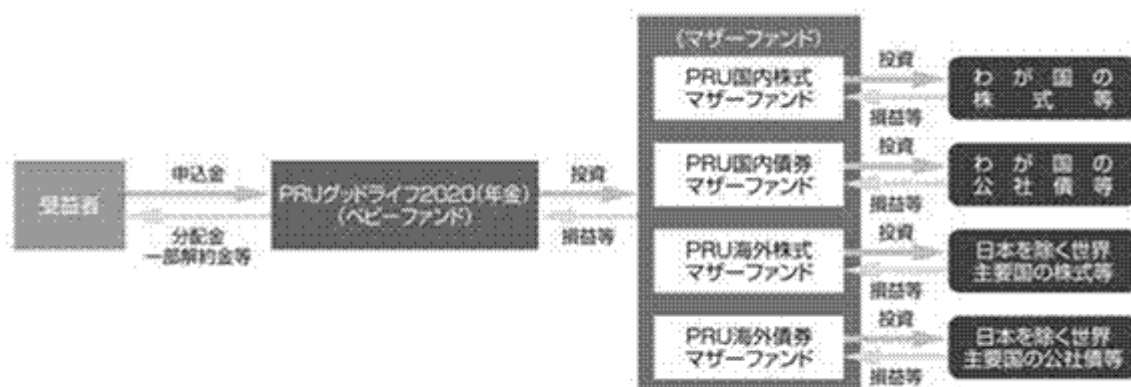 受益者
申込金
分配金
一部解約金等
PRUグッドライフ2020(年金)
(ベビーファンド)
投資
損益等
(マザーファンド)
PRU国内株式
マザーファンド
投資
損益等
わが国の
株式等
PRU国内債券
マザーファンド
投資
損益等
わが国の
公社債等
PRU海外株式
マザーファンド
投資
損益等
日本を除く世界
主要国の株式等
PRU海外債券
マザーファンド
投資
損益等
日本を除く世界
主要国の公社債等